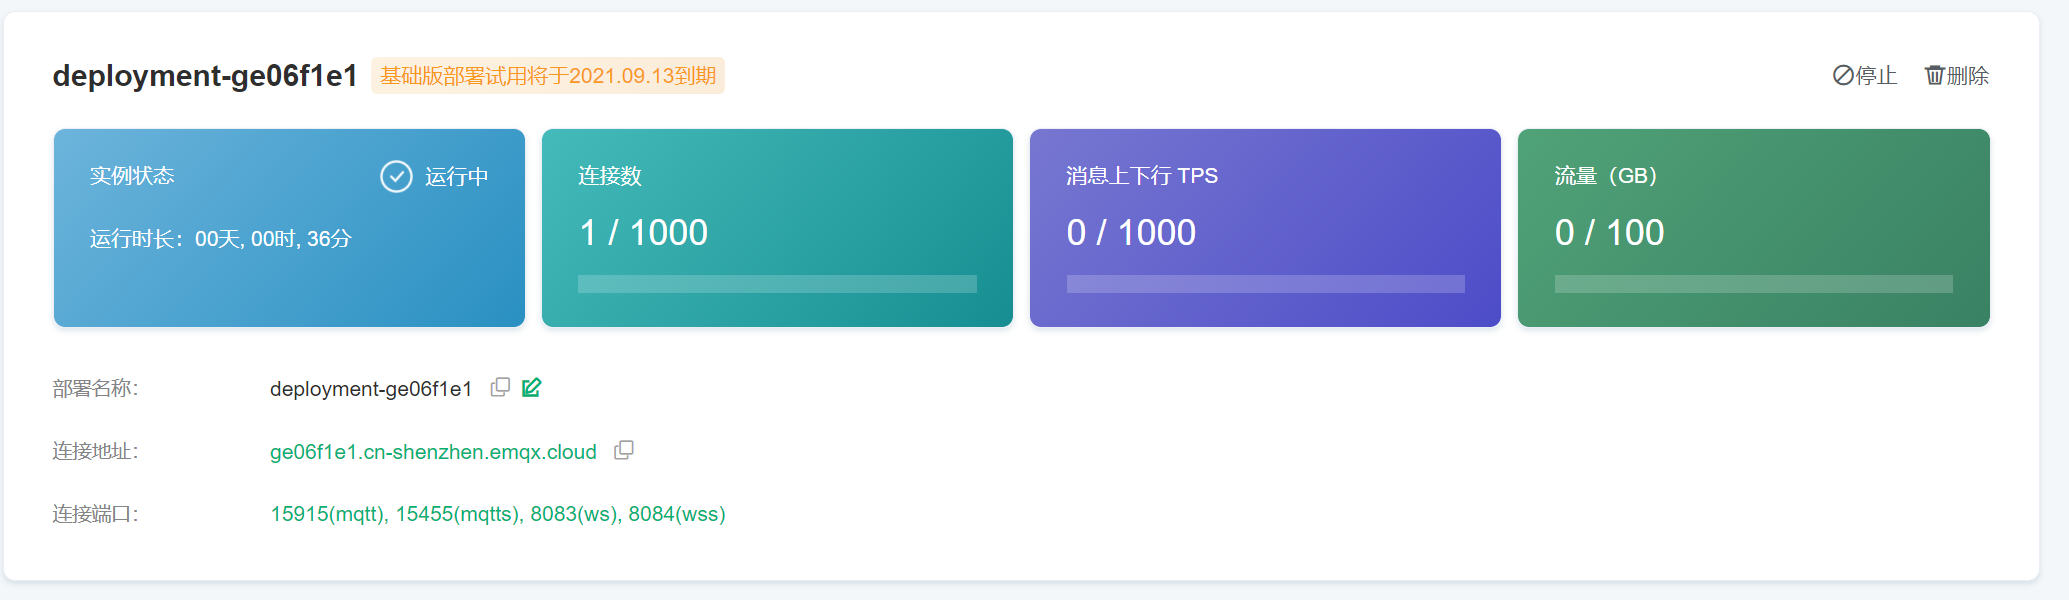 deployment-ge06f1e1 基础版部署试用将于2021.09.13到期 停止 删除
实例状态 运行中
运行时长：00天, 00时, 36分
连接数
1 / 1000
消息上下行 TPS
0 / 1000
流量（GB）
0 / 100
部署名称: deployment-ge06f1e1
连接地址: ge06f1e1.cn-shenzhen.emqx.cloud
连接端口: 15915(mqtt), 15455(mqtts), 8083(ws), 8084(wss)